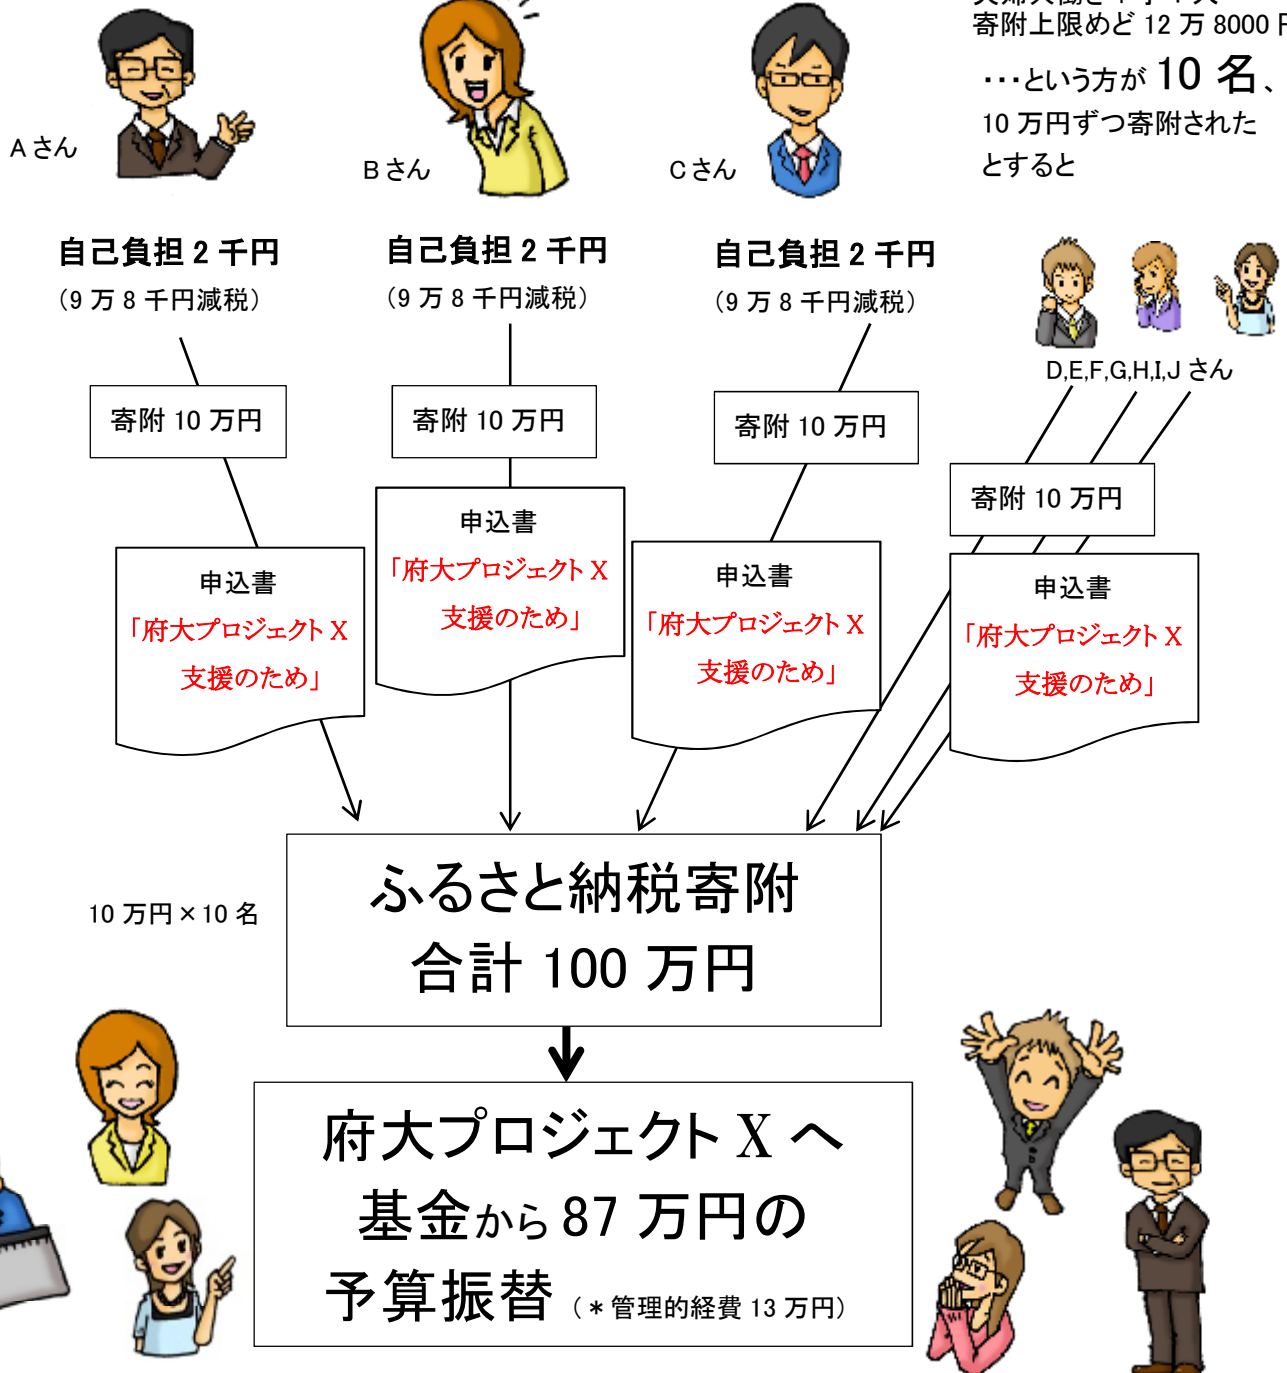 寄附上限めど 12 万 8000 円
・・・という方が 10 名、
10 万円ずつ寄附された
とすると
A さん
B さん
C さん
自己負担 2 千円
（9 万 8 千円減税）
自己負担 2 千円
（9 万 8 千円減税）
自己負担 2 千円
（9 万 8 千円減税）
D,E,F,G,H,I,J さん
寄附 10 万円
寄附 10 万円
寄附 10 万円
寄附 10 万円
申込書
「府大プロジェクト X
支援のため」
申込書
「府大プロジェクト X
支援のため」
申込書
「府大プロジェクト X
支援のため」
申込書
「府大プロジェクト X
支援のため」
10 万円×10 名
ふるさと納税寄附
合計 100 万円
府大プロジェクト X へ
基金から 87 万円の
予算振替（＊管理的経費 13 万円）